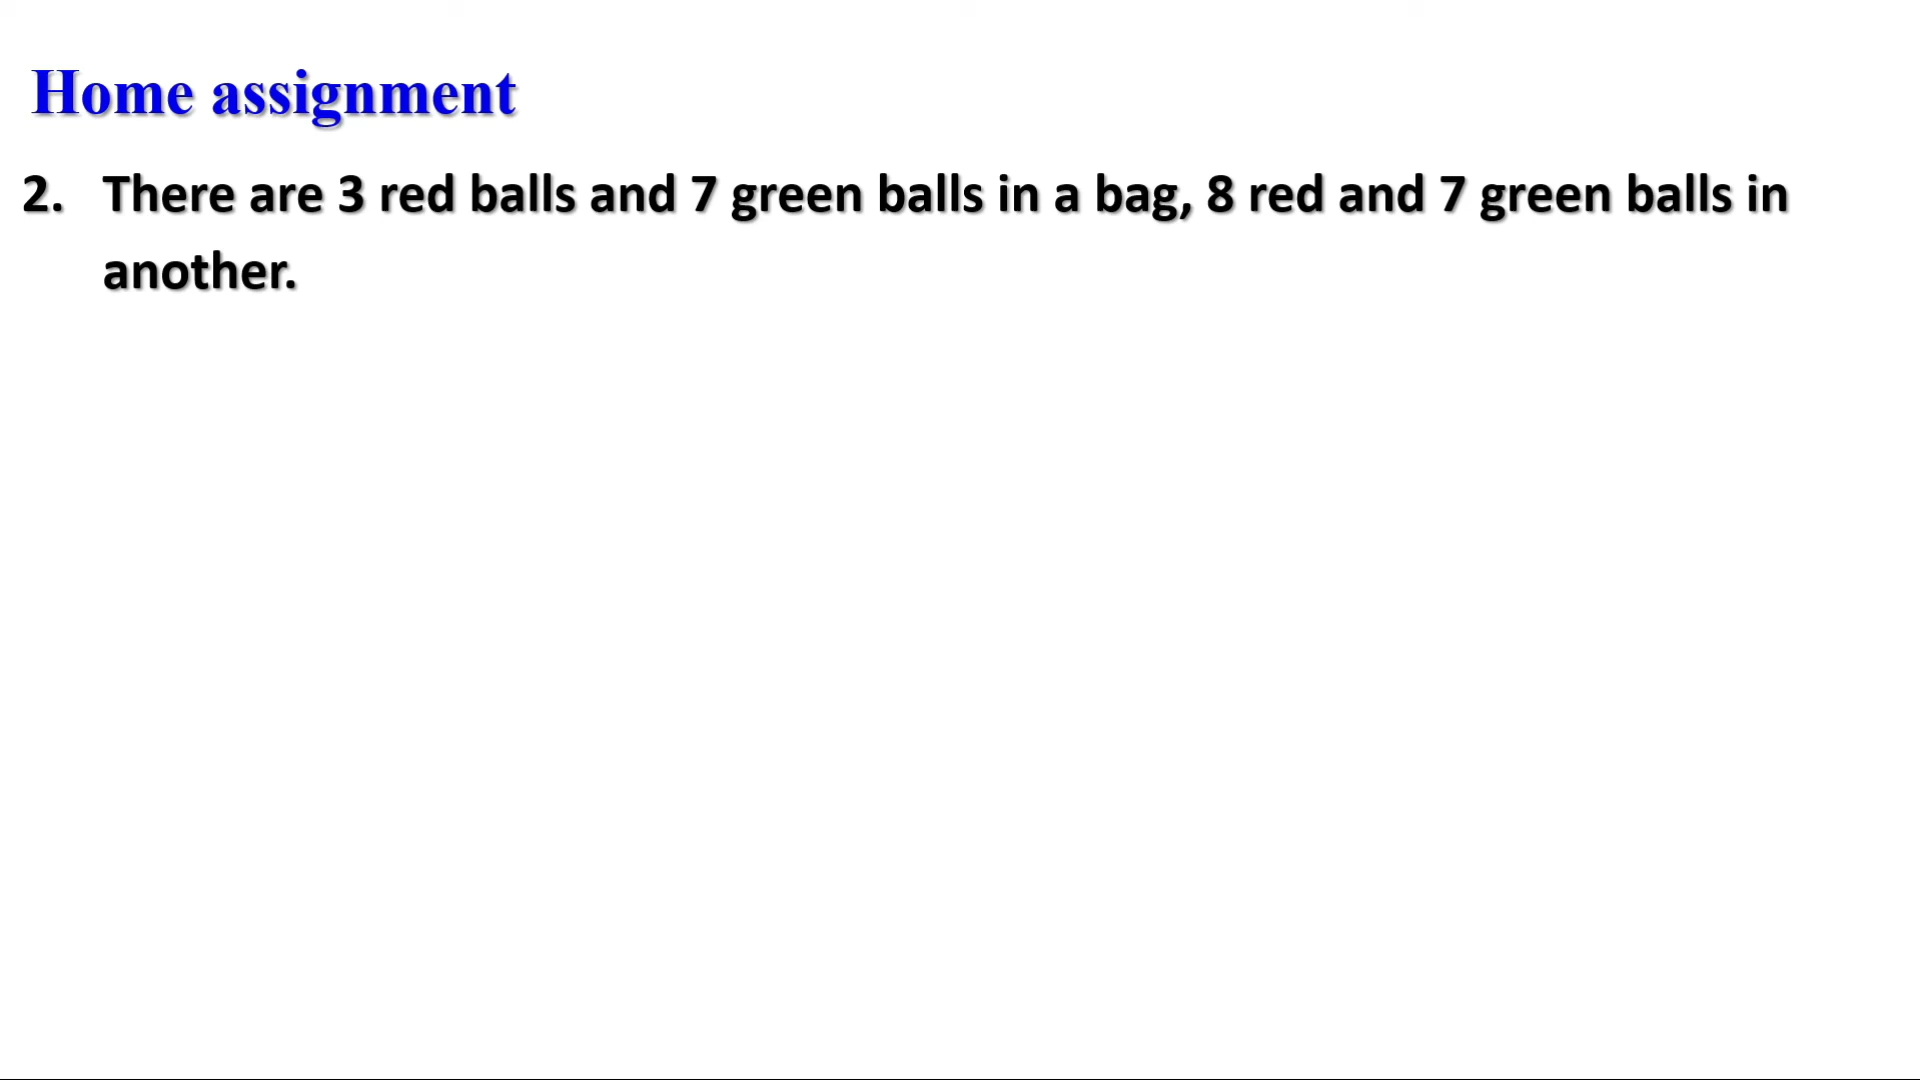 Home assignment
2. There are 3 red balls and 7 green balls in a bag, 8 red and 7 green balls in
another.